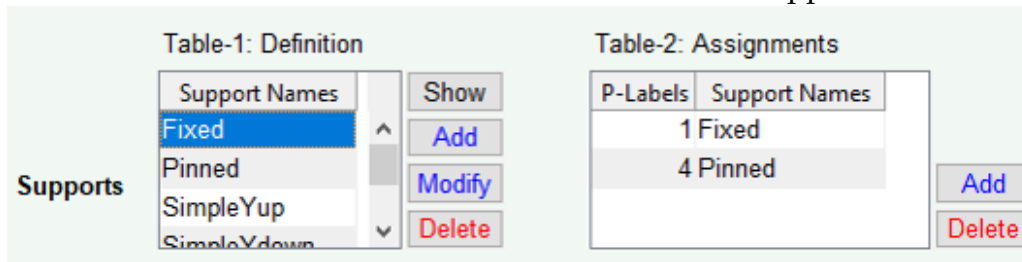 Table-1: Definition
Table-2: Assignments
Support Names
Show
P-Labels Support Names
Fixed
Add
1 Fixed
Pinned
Modify
4 Pinned
Supports
Add
SimpleYup
Delete
Delete
SimpleYdown